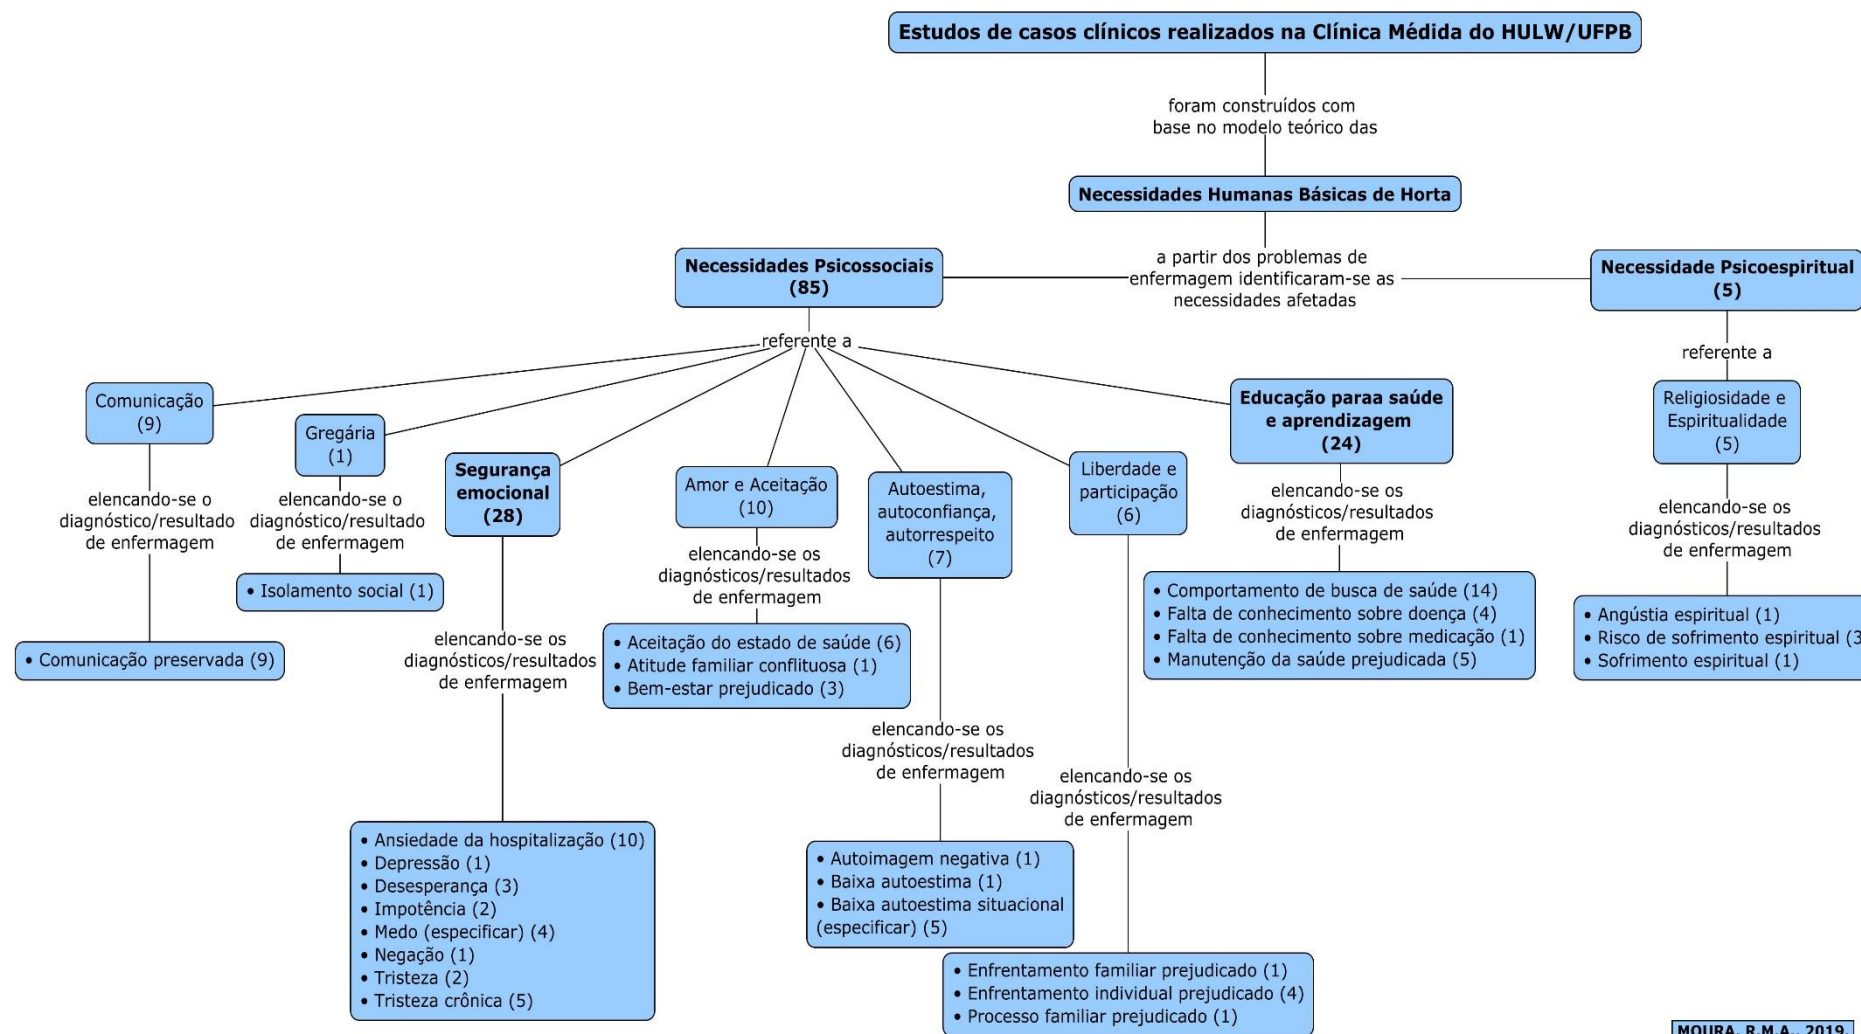 Estudos de casos clínicos realizados na Clínica Médida do HULW/UFPB
foram construídos com
base no modelo teórico das
Necessidades Humanas Básicas de Horta
a partir dos problemas de
enfermagem identificaram-se as
necessidades afetadas
Necessidades Psicossociais
(85)
referente a
Comunicação
(9)
elencando-se o
diagnóstico/resultado
de enfermagem
• Comunicação preservada (9)
Gregária
(1)
elencando-se o
diagnóstico/resultado
de enfermagem
• Isolamento social (1)
Segurança
emocional
(28)
elencando-se os
diagnósticos/resultados
de enfermagem
• Ansiedade da hospitalização (10)
• Depressão (1)
• Desesperança (3)
• Impotência (2)
• Medo (especificar) (4)
• Negação (1)
• Tristeza (2)
• Tristeza crônica (5)
Amor e Aceitação
(10)
elencando-se os
diagnósticos/resultados
de enfermagem
• Aceitação do estado de saúde (6)
• Atitude familiar conflituosa (1)
• Bem-estar prejudicado (3)
Autoestima,
autoconfiança,
autorrespeito
(7)
elencando-se os
diagnósticos/resultados
de enfermagem
• Autoimagem negativa (1)
• Baixa autoestima (1)
• Baixa autoestima situacional
(especificar) (5)
Liberdade e
participação
(6)
elencando-se os
diagnósticos/resultados
de enfermagem
• Enfrentamento familiar prejudicado (1)
• Enfrentamento individual prejudicado (4)
• Processo familiar prejudicado (1)
Educação paraa saúde
e aprendizagem
(24)
elencando-se os
diagnósticos/resultados
de enfermagem
• Comportamento de busca de saúde (14)
• Falta de conhecimento sobre doença (4)
• Falta de conhecimento sobre medicação (1)
• Manutenção da saúde prejudicada (5)
Necessidade Psicoespiritual
(5)
referente a
Religiosidade e
Espiritualidade
(5)
elencando-se os
diagnósticos/resultados
de enfermagem
• Angústia espiritual (1)
• Risco de sofrimento espiritual (3
• Sofrimento espiritual (1)
MOURA, R.M.A., 2019.